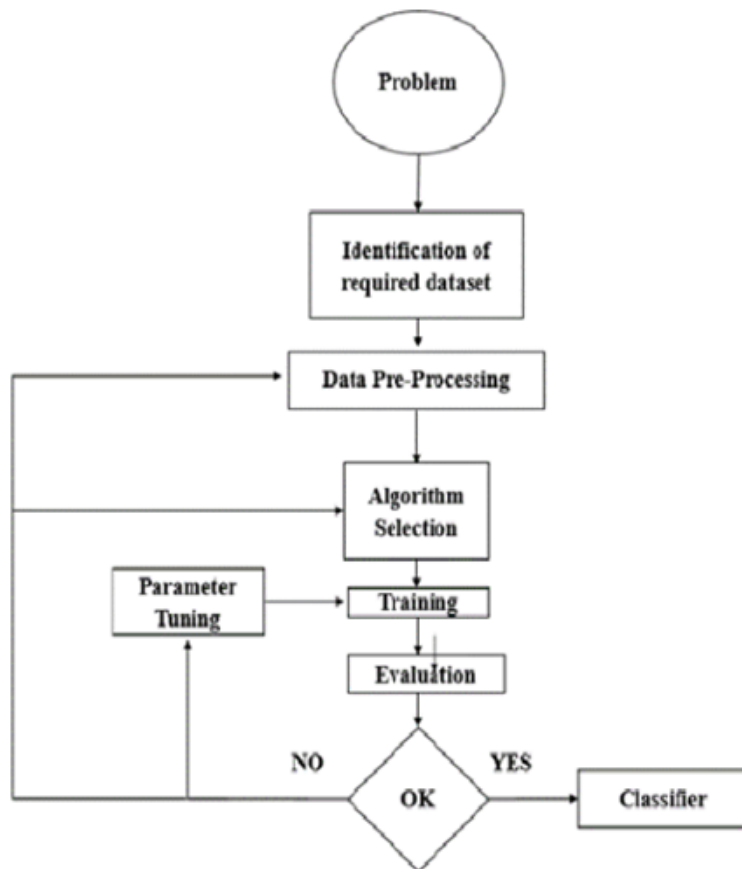 Problem
Identification of
required dataset
Data Pre-Processing
Algorithm
Selection
Parameter
Tuning
Training
Evaluation
NO
YES
OK
Classifier